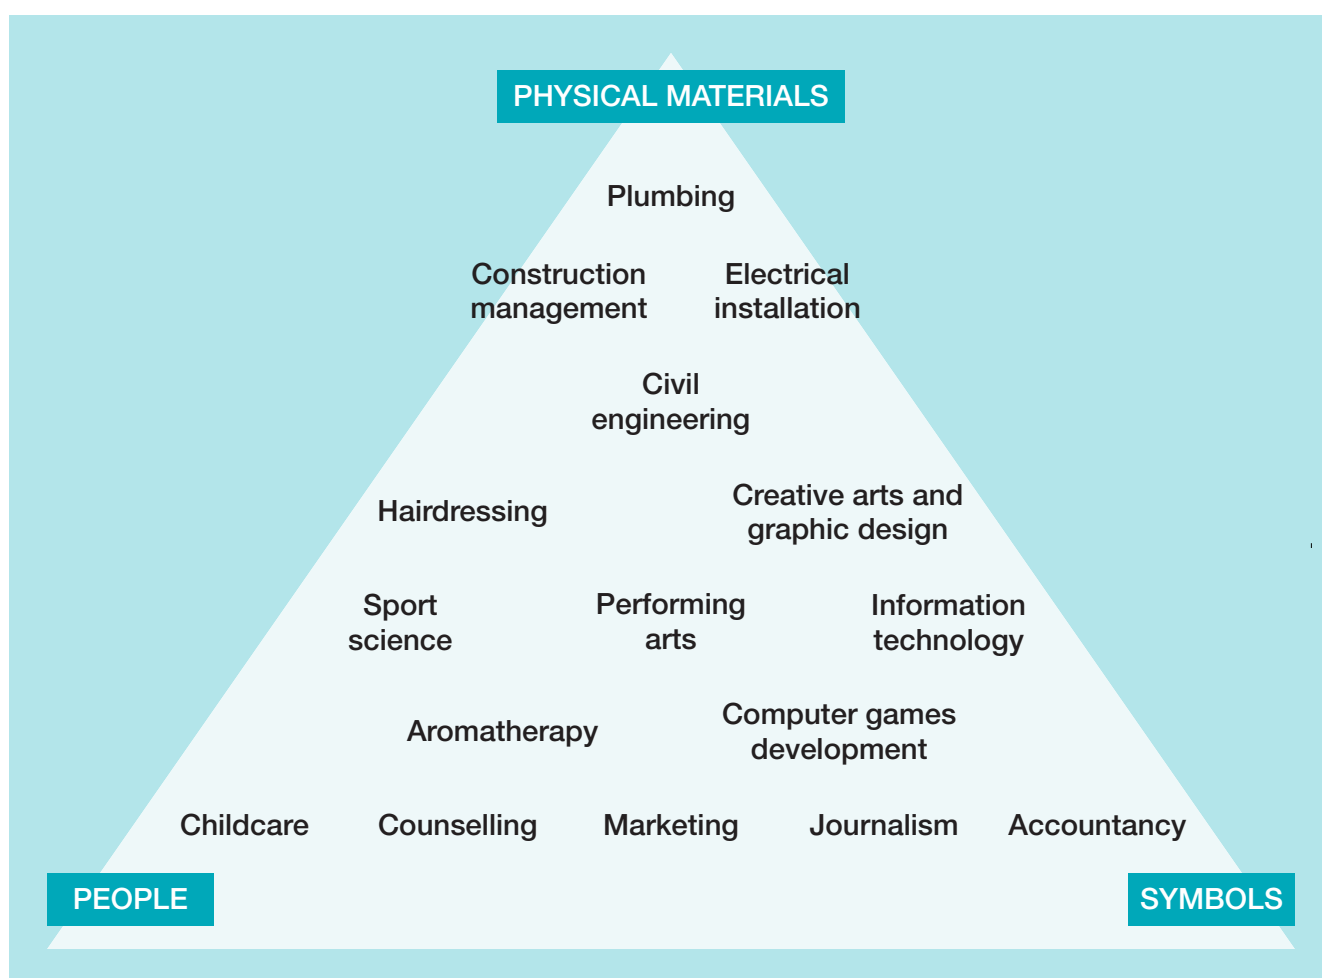 PHYSICAL MATERIALS
Plumbing
Construction
management
Electrical
installation
Civil
engineering
Hairdressing
Creative arts and
graphic design
Sport
science
Performing
arts
Information
technology
Aromatherapy
Computer games
development
Childcare
Counselling
Marketing
Journalism
Accountancy
PEOPLE
SYMBOLS